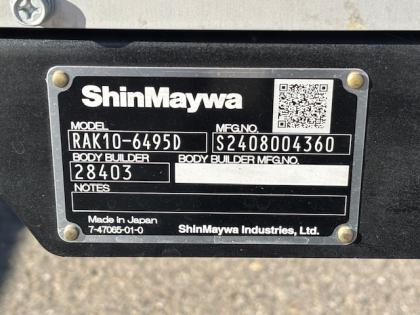 ShinMaywa
MODEL MFG.NO.
RAK10-6495D S2408004360
BODY BUILDER BODY BUILDER MFG.NO.
28403
NOTES
Made in Japan
7-47065-01-0 ShinMaywa Industries, Ltd.